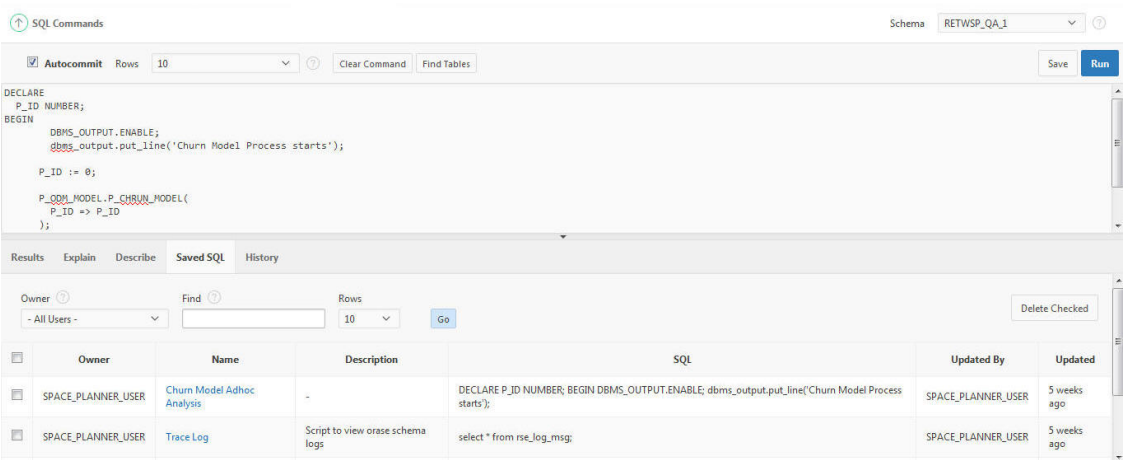 SQL Commands
Schema RETWSP_QA_1
Autocommit Rows 10 Clear Command Find Tables Save Run
DECLARE
P_ID NUMBER;
BEGIN
DBMS_OUTPUT.ENABLE;
dbms_output.put_line('Churn Model Process starts');
P_ID := 0;
P_ODM_MODEL.P_CHRUN_MODEL(
P_ID => P_ID
);
Results Explain Describe Saved SQL History
Owner ? Find ? Rows
- All Users - 10 Go Delete Checked
Owner Name Description SQL Updated By Updated
SPACE_PLANNER_USER Churn Model Adhoc Analysis - DECLARE P_ID NUMBER; BEGIN DBMS_OUTPUT.ENABLE; dbms_output.put_line('Churn Model Process starts'); SPACE_PLANNER_USER 5 weeks ago
SPACE_PLANNER_USER Trace Log Script to view orase schema logs select * from rse_log_msg; SPACE_PLANNER_USER 5 weeks ago